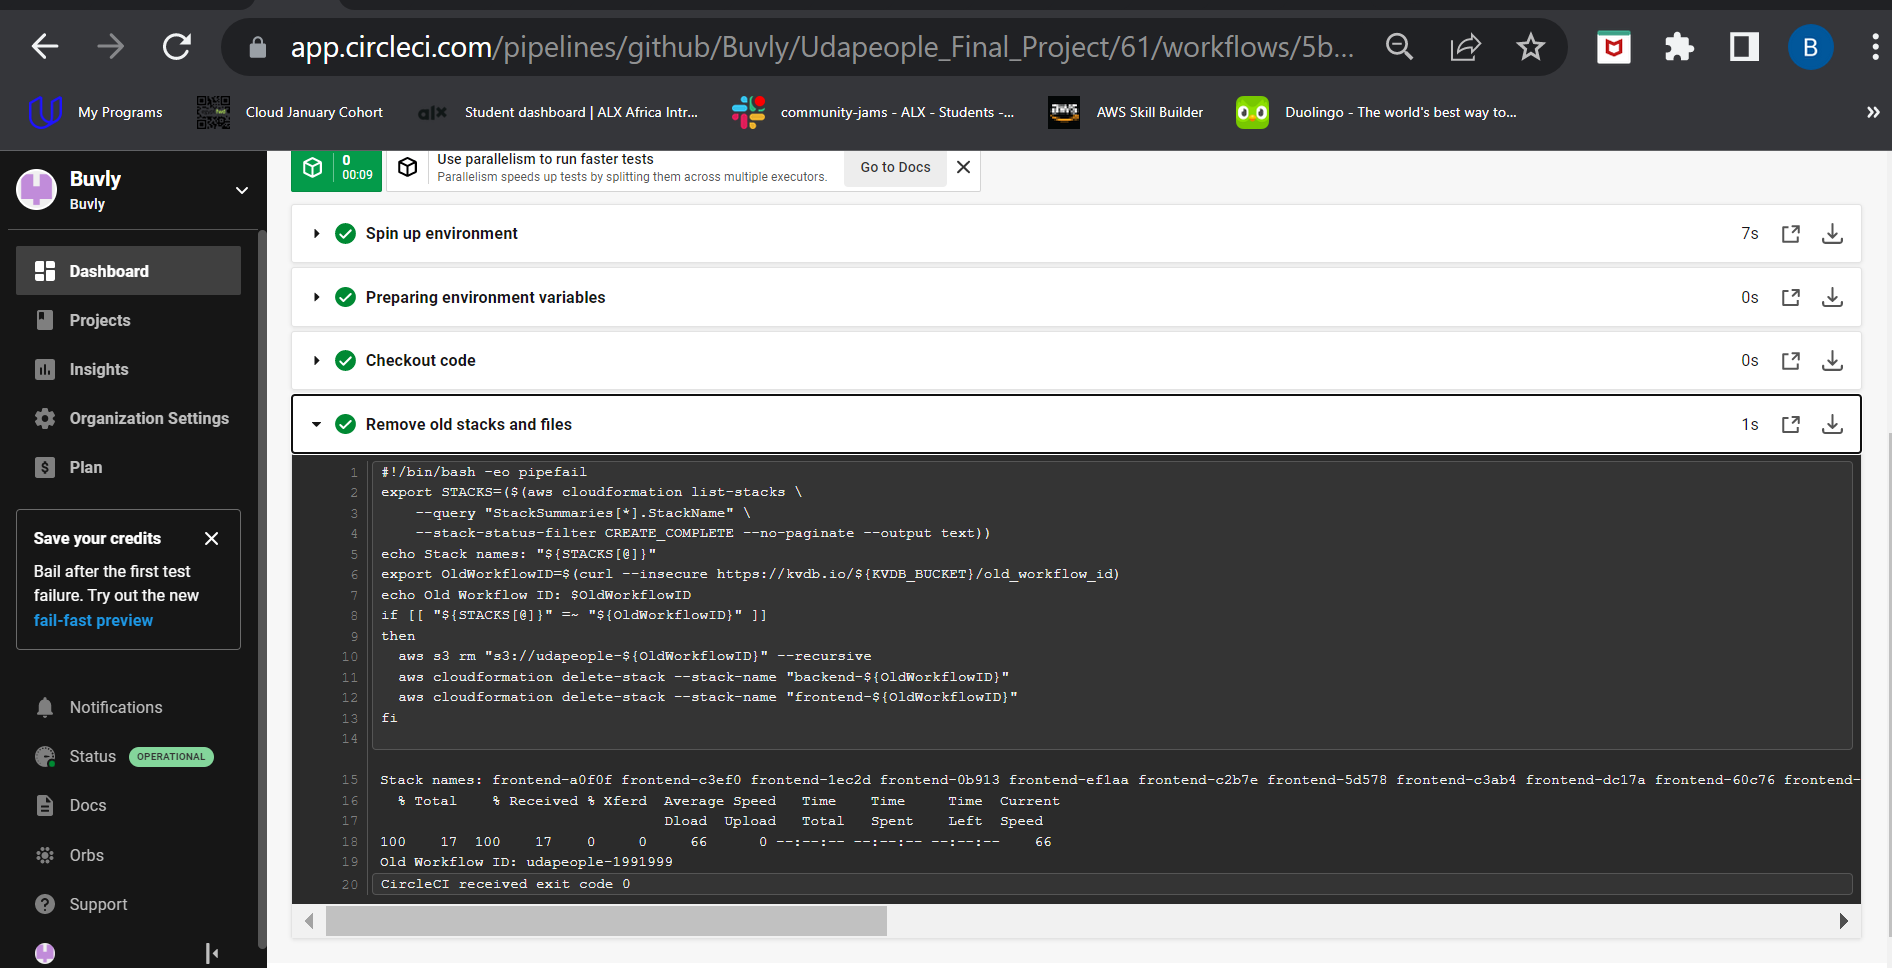 app.circleci.com/pipelines/github/Buvly/Udapeople_Final_Project/61/workflows/5b...
B
My Programs
Cloud January Cohort
alx
Student dashboard | ALX Africa Intr...
community-jams - ALX - Students -...
aws
AWS Skill Builder
Duolingo - The world's best way to...
»
Buvly
Buvly
Dashboard
Projects
Insights
Organization Settings
Plan
Save your credits
Bail after the first test
failure. Try out the new
fail-fast preview
Notifications
Status OPERATIONAL
Docs
Orbs
Support
0
00:09
Use parallelism to run faster tests
Parallelism speeds up tests by splitting them across multiple executors.
Go to Docs
Spin up environment 7s
Preparing environment variables 0s
Checkout code 0s
Remove old stacks and files 1s
1 #!/bin/bash -eo pipefail
2 export STACKS=($(aws cloudformation list-stacks \
3 --query "StackSummaries[*].StackName" \
4 --stack-status-filter CREATE_COMPLETE --no-paginate --output text))
5 echo Stack names: "${STACKS[@]}"
6 export OldWorkflowID=$(curl --insecure https://kvdb.io/${KVDB_BUCKET}/old_workflow_id)
7 echo Old Workflow ID: $OldWorkflowID
8 if [[ "${STACKS[@]}" =~ "${OldWorkflowID}" ]]
9 then
10 aws s3 rm "s3://udapeople-${OldWorkflowID}" --recursive
11 aws cloudformation delete-stack --stack-name "backend-${OldWorkflowID}"
12 aws cloudformation delete-stack --stack-name "frontend-${OldWorkflowID}"
13 fi
14
15 Stack names: frontend-a0f0f frontend-c3ef0 frontend-1ec2d frontend-0b913 frontend-ef1aa frontend-c2b7e frontend-5d578 frontend-c3ab4 frontend-dc17a frontend-60c76 frontend-
16 % Total % Received % Xferd Average Speed Time Time Time Current
17 Dload Upload Total Spent Left Speed
18 100 17 100 17 0 0 66 0 --:--:-- --:--:-- --:--:-- 66
19 Old Workflow ID: udapeople-1991999
20 CircleCI received exit code 0